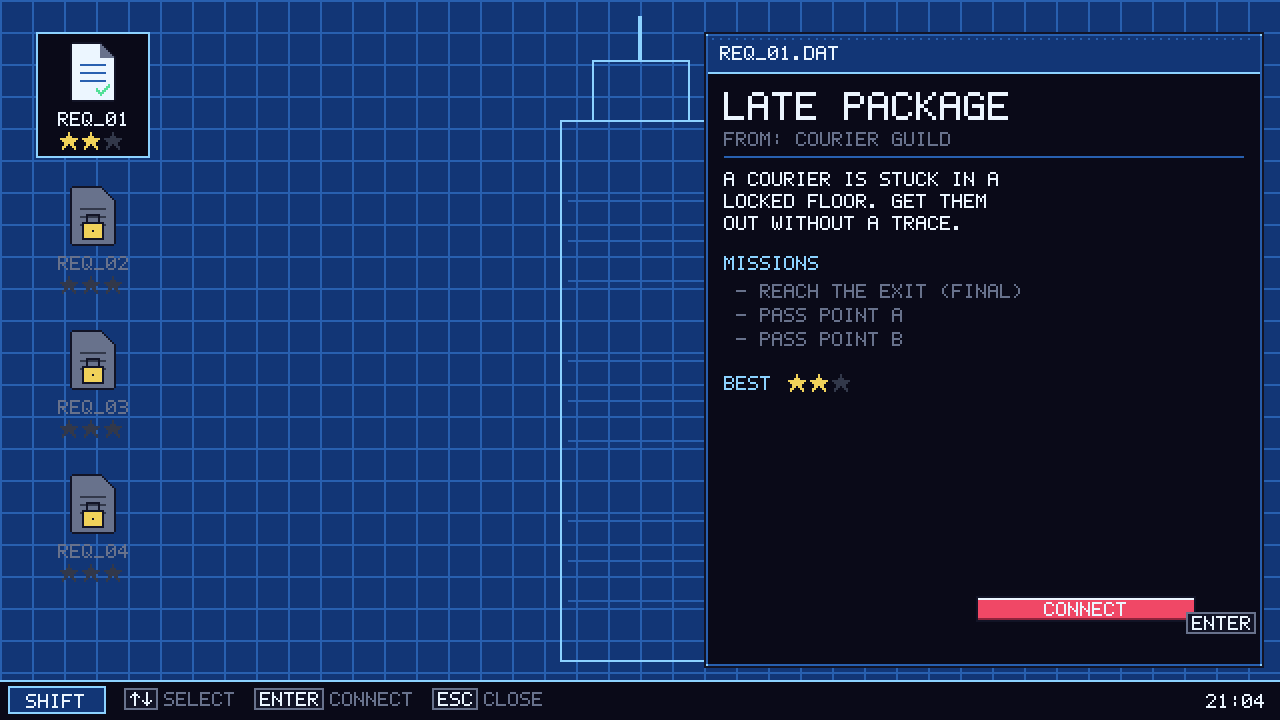 REQ_01
REQ_02
REQ_03
REQ_04
REQ_01.DAT
LATE PACKAGE
FROM: COURIER GUILD
A COURIER IS STUCK IN A
LOCKED FLOOR. GET THEM
OUT WITHOUT A TRACE.
MISSIONS
- REACH THE EXIT (FINAL)
- PASS POINT A
- PASS POINT B
BEST
CONNECT
ENTER
SHIFT ↑↓ SELECT ENTER CONNECT ESC CLOSE 21:04